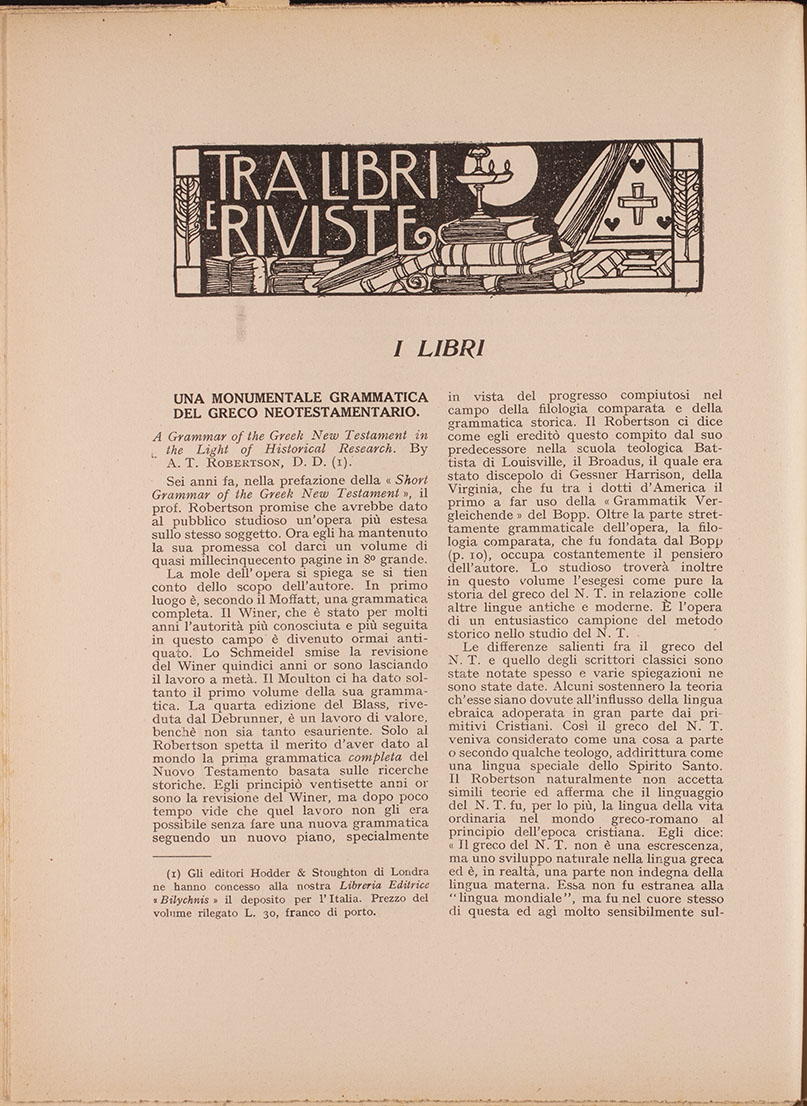 TRA LIBRI
E RIVISTE
I LIBRI
UNA MONUMENTALE GRAMMATICA
DEL GRECO NEOTESTAMENTARIO.
A Grammar of the Greek New Testament in
the Light of Historical Research. By
A. T. ROBERTSON, D. D. (1).
Sei anni fa, nella prefazione della « Short
Grammar of the Greek New Testament », il
prof. Robertson promise che avrebbe dato
al pubblico studioso un'opera più estesa
sullo stesso soggetto. Ora egli ha mantenuto
la sua promessa col darci un volume di
quasi millecinquecento pagine in 8º grande.
La mole dell'opera si spiega se si tien
conto dello scopo dell'autore. In primo
luogo è, secondo il Moffatt, una grammatica
completa. Il Winer, che è stato per molti
anni l'autorità più conosciuta e più seguita
in questo campo è divenuto ormai anti-
quato. Lo Schmeidel smise la revisione
del Winer quindici anni or sono lasciando
il lavoro a metà. Il Moulton ci ha dato sol-
tanto il primo volume della sua gramma-
tica. La quarta edizione del Blass, rive-
duta dal Debrunner, è un lavoro di valore,
benchè non sia tanto esauriente. Solo al
Robertson spetta il merito d'aver dato al
mondo la prima grammatica completa del
Nuovo Testamento basata sulle ricerche
storiche. Egli principiò ventisette anni or
sono la revisione del Winer, ma dopo poco
tempo vide che quel lavoro non gli era
possibile senza fare una nuova grammatica
seguendo un nuovo piano, specialmente
(1) Gli editori Hodder & Stoughton di Londra
ne hanno concesso alla nostra Libreria Editrice
« Bilychnis » il deposito per l'Italia. Prezzo del
volume rilegato L. 30, franco di porto.
in vista del progresso compiutosi nel
campo della filologia comparata e della
grammatica storica. Il Robertson ci dice
come egli ereditò questo compito dal suo
predecessore nella scuola teologica Bat-
tista di Louisville, il Broadus, il quale era
stato discepolo di Gessner Harrison, della
Virginia, che fu tra i dotti d'America il
primo a far uso della « Grammatik Ver-
gleichende » del Bopp. Oltre la parte stret-
tamente grammaticale dell'opera, la filo-
logia comparata, che fu fondata dal Bopp
(p. 10), occupa costantemente il pensiero
dell'autore. Lo studioso troverà inoltre
in questo volume l'esegesi come pure la
storia del greco del N. T. in relazione colle
altre lingue antiche e moderne. È l'opera
di un entusiastico campione del metodo
storico nello studio del N. T.
Le differenze salienti fra il greco del
N. T. e quello degli scrittori classici sono
state notate spesso e varie spiegazioni ne
sono state date. Alcuni sostennero la teoria
ch'esse siano dovute all'influsso della lingua
ebraica adoperata in gran parte dai pri-
mitivi Cristiani. Così il greco del N. T.
veniva considerato come una cosa a parte
o secondo qualche teologo, addirittura come
una lingua speciale dello Spirito Santo.
Il Robertson naturalmente non accetta
simili teorie ed afferma che il linguaggio
del N. T. fu, per lo più, la lingua della vita
ordinaria nel mondo greco-romano al
principio dell'epoca cristiana. Egli dice:
« Il greco del N. T. non è una escrescenza,
ma uno sviluppo naturale nella lingua greca
ed è, in realtà, una parte non indegna della
lingua materna. Essa non fu estranea alla
“lingua mondiale”, ma fu nel cuore stesso
di questa ed agì molto sensibilmente sul-